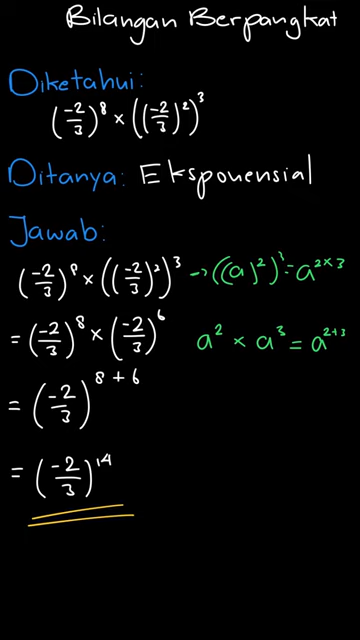 Bilangan Berpangkat
Diketahui:
(-2/3)^8 × ((-2/3)^2)^3
Ditanya: Eksponensial
Jawab:
(-2/3)^8 × ((-2/3)^2)^3 → ((a)^2)^3 = a^{2×3}
= (-2/3)^8 × (-2/3)^6 a^2 × a^3 = a^{2+3}
= (-2/3)^{8+6}
= (-2/3)^{14}